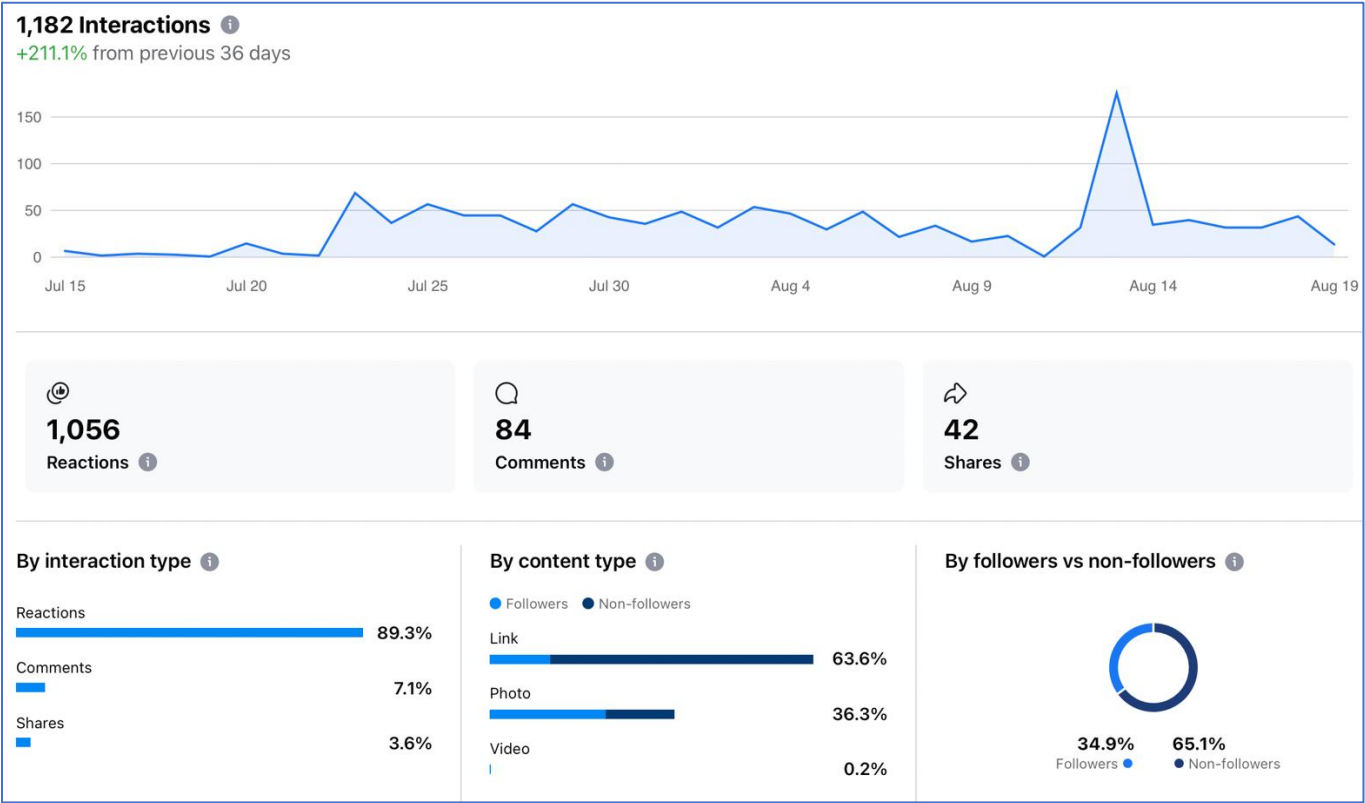 1,182 Interactions
+211.1% from previous 36 days
150
100
50
0
Jul 15 Jul 20 Jul 25 Jul 30 Aug 4 Aug 9 Aug 14 Aug 19
1,056
Reactions
84
Comments
42
Shares
By interaction type
Reactions
89.3%
Comments
7.1%
Shares
3.6%
By content type
Followers Non-followers
Link
63.6%
Photo
36.3%
Video
0.2%
By followers vs non-followers
34.9% 65.1%
Followers Non-followers